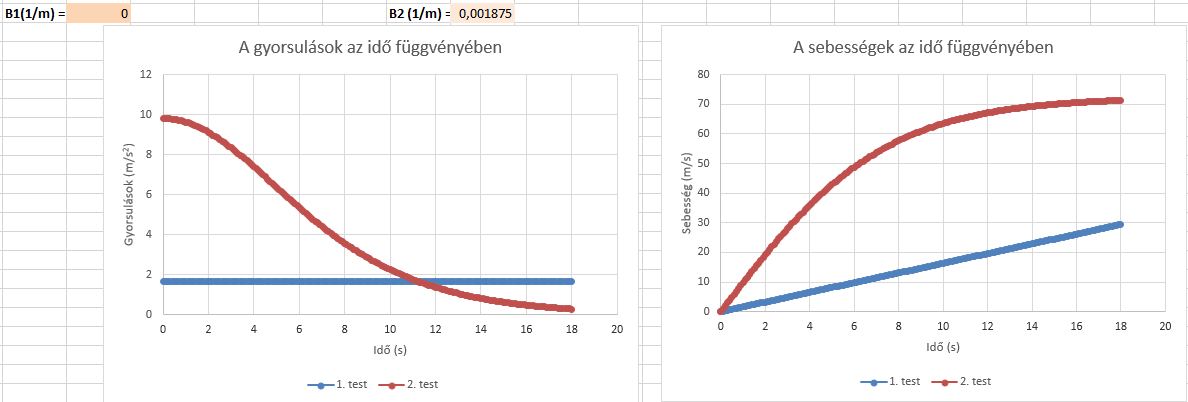 B1(1/m) = 0 B2 (1/m) = 0,001875
A gyorsulások az idő függvényében
12
10
8
6
4
2
0
Gyorsulások (m/s²)
0 2 4 6 8 10 12 14 16 18 20
Idő (s)
1. test 2. test
A sebességek az idő függvényében
80
70
60
50
40
30
20
10
0
Sebesség (m/s)
0 2 4 6 8 10 12 14 16 18 20
Idő (s)
1. test 2. test